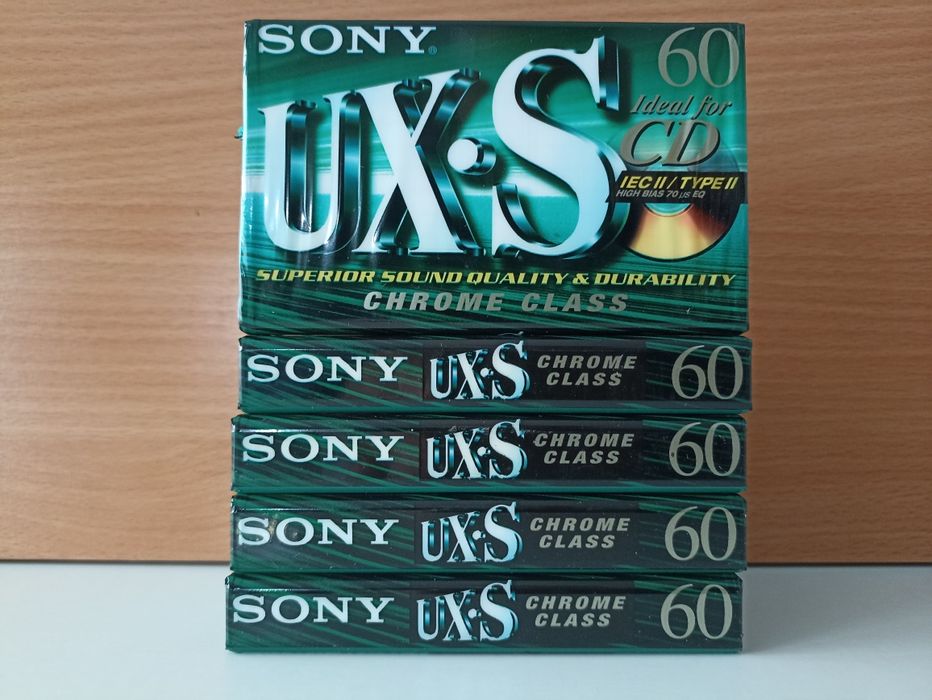 SONY® 60
UX·S
Ideal for
CD
IEC II / TYPE II
HIGH BIAS 70 µs EQ
SUPERIOR SOUND QUALITY & DURABILITY
CHROME CLASS
SONY UX·S CHROME CLASS 60
SONY UX·S CHROME CLASS 60
SONY UX·S CHROME CLASS 60
SONY UX·S CHROME CLASS 60